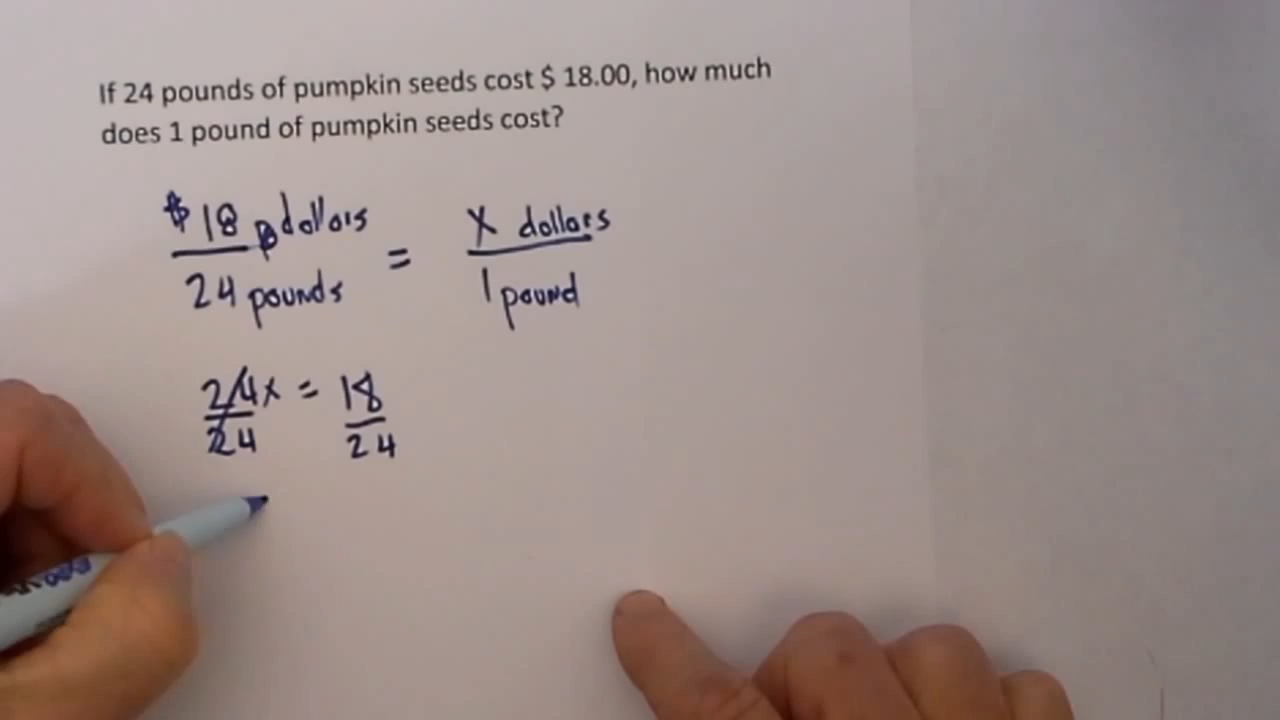 If 24 pounds of pumpkin seeds cost $ 18.00, how much
does 1 pound of pumpkin seeds cost?
$ 18 dollars = x dollars
24 pounds 1 pound
24x = 18
24 24